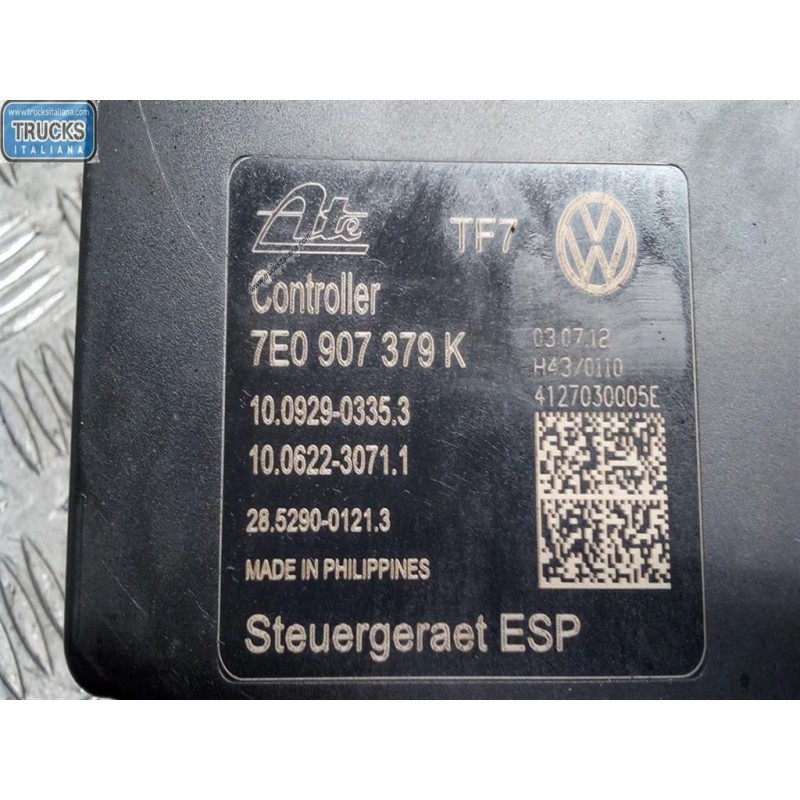 www.trucksitaliana.com
TRUCKS
ITALIANA
Ate TF7 VW
Controller
7E0 907 379 K
03.07.12
H43/0110
4127030005E
10.0929-0335.3
10.0622-3071.1
28.5290-0121.3
MADE IN PHILIPPINES
Steuergeraet ESP